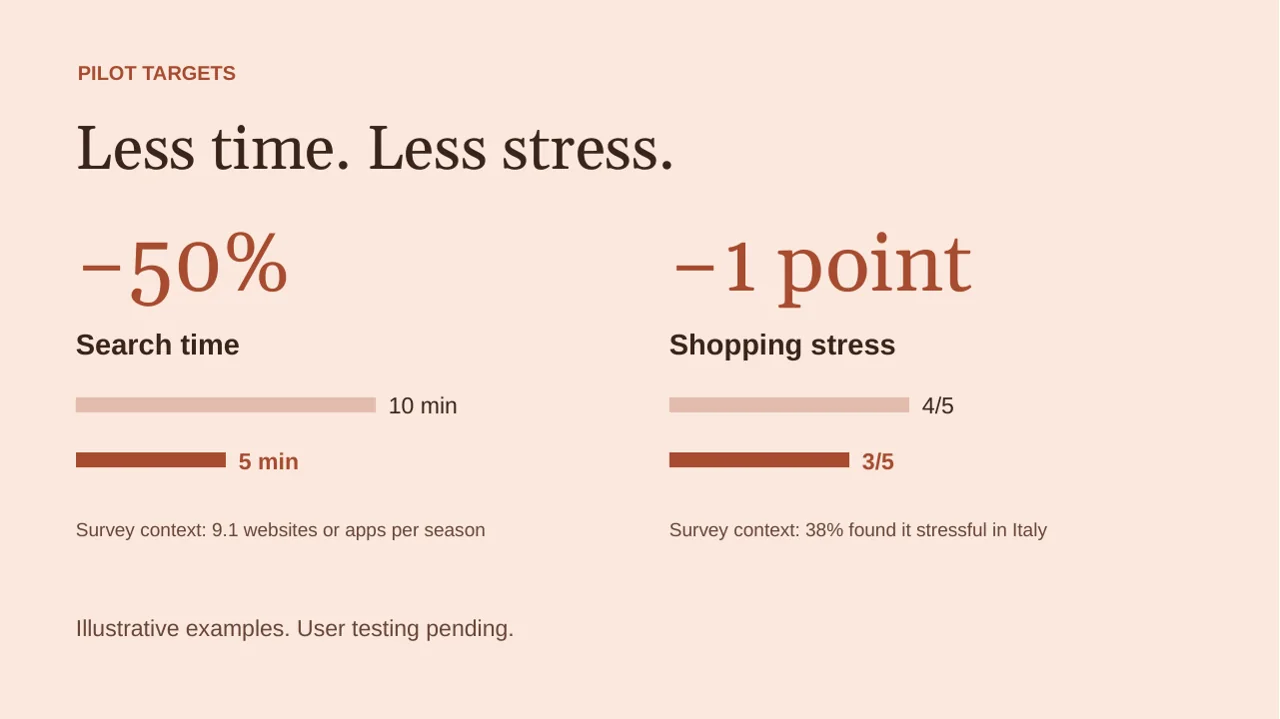 PILOT TARGETS
Less time. Less stress.
−50%
Search time
10 min
5 min
Survey context: 9.1 websites or apps per season
−1 point
Shopping stress
4/5
3/5
Survey context: 38% found it stressful in Italy
Illustrative examples. User testing pending.